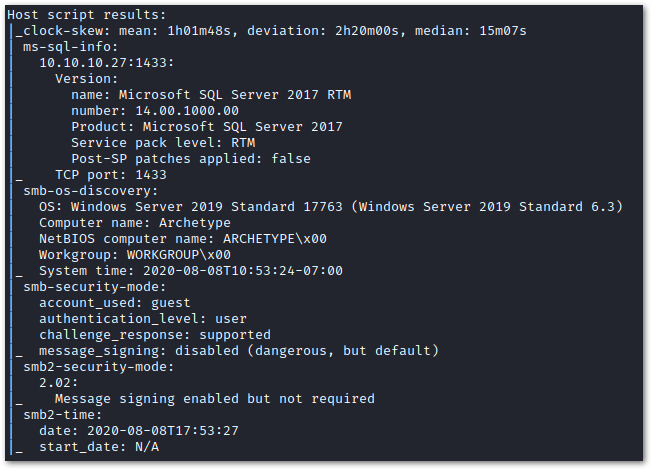 Host script results:
|_clock-skew: mean: 1h01m48s, deviation: 2h20m00s, median: 15m07s
| ms-sql-info:
|   10.10.10.27:1433:
|     Version:
|       name: Microsoft SQL Server 2017 RTM
|       number: 14.00.1000.00
|       Product: Microsoft SQL Server 2017
|       Service pack level: RTM
|       Post-SP patches applied: false
|_    TCP port: 1433
| smb-os-discovery:
|   OS: Windows Server 2019 Standard 17763 (Windows Server 2019 Standard 6.3)
|   Computer name: Archetype
|   NetBIOS computer name: ARCHETYPE\x00
|   Workgroup: WORKGROUP\x00
|_  System time: 2020-08-08T10:53:24-07:00
| smb-security-mode:
|   account_used: guest
|   authentication_level: user
|   challenge_response: supported
|_  message_signing: disabled (dangerous, but default)
| smb2-security-mode:
|   2.02:
|_    Message signing enabled but not required
| smb2-time:
|   date: 2020-08-08T17:53:27
|_  start_date: N/A